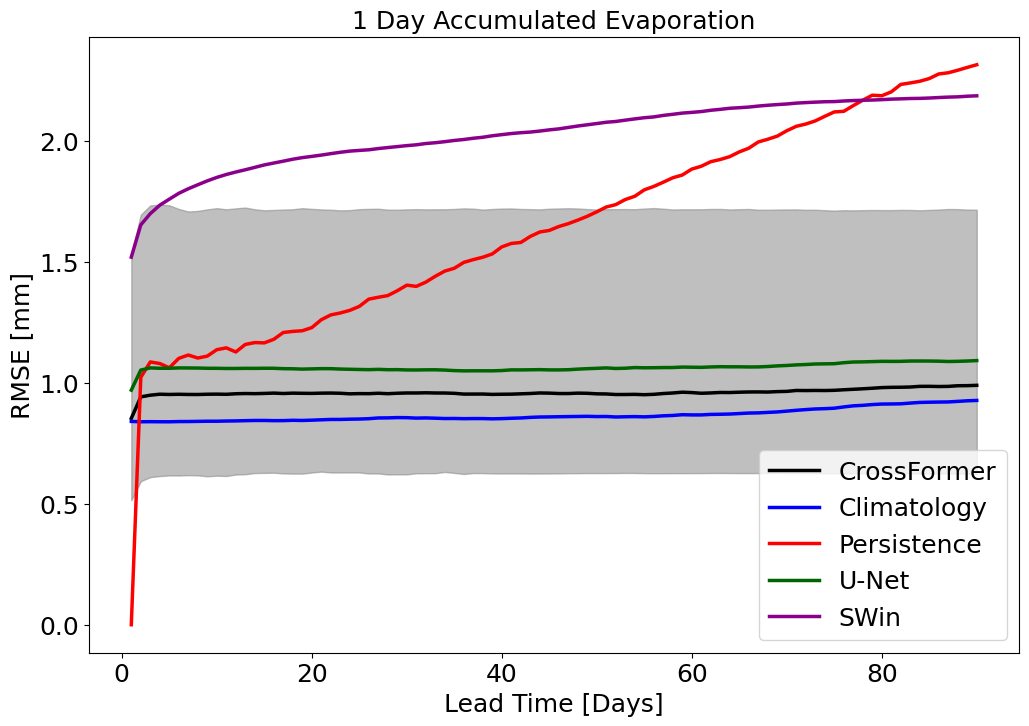 1 Day Accumulated Evaporation
RMSE [mm]
2.0
1.5
1.0
0.5
0.0
CrossFormer
Climatology
Persistence
U-Net
SWin
0 20 40 60 80
Lead Time [Days]